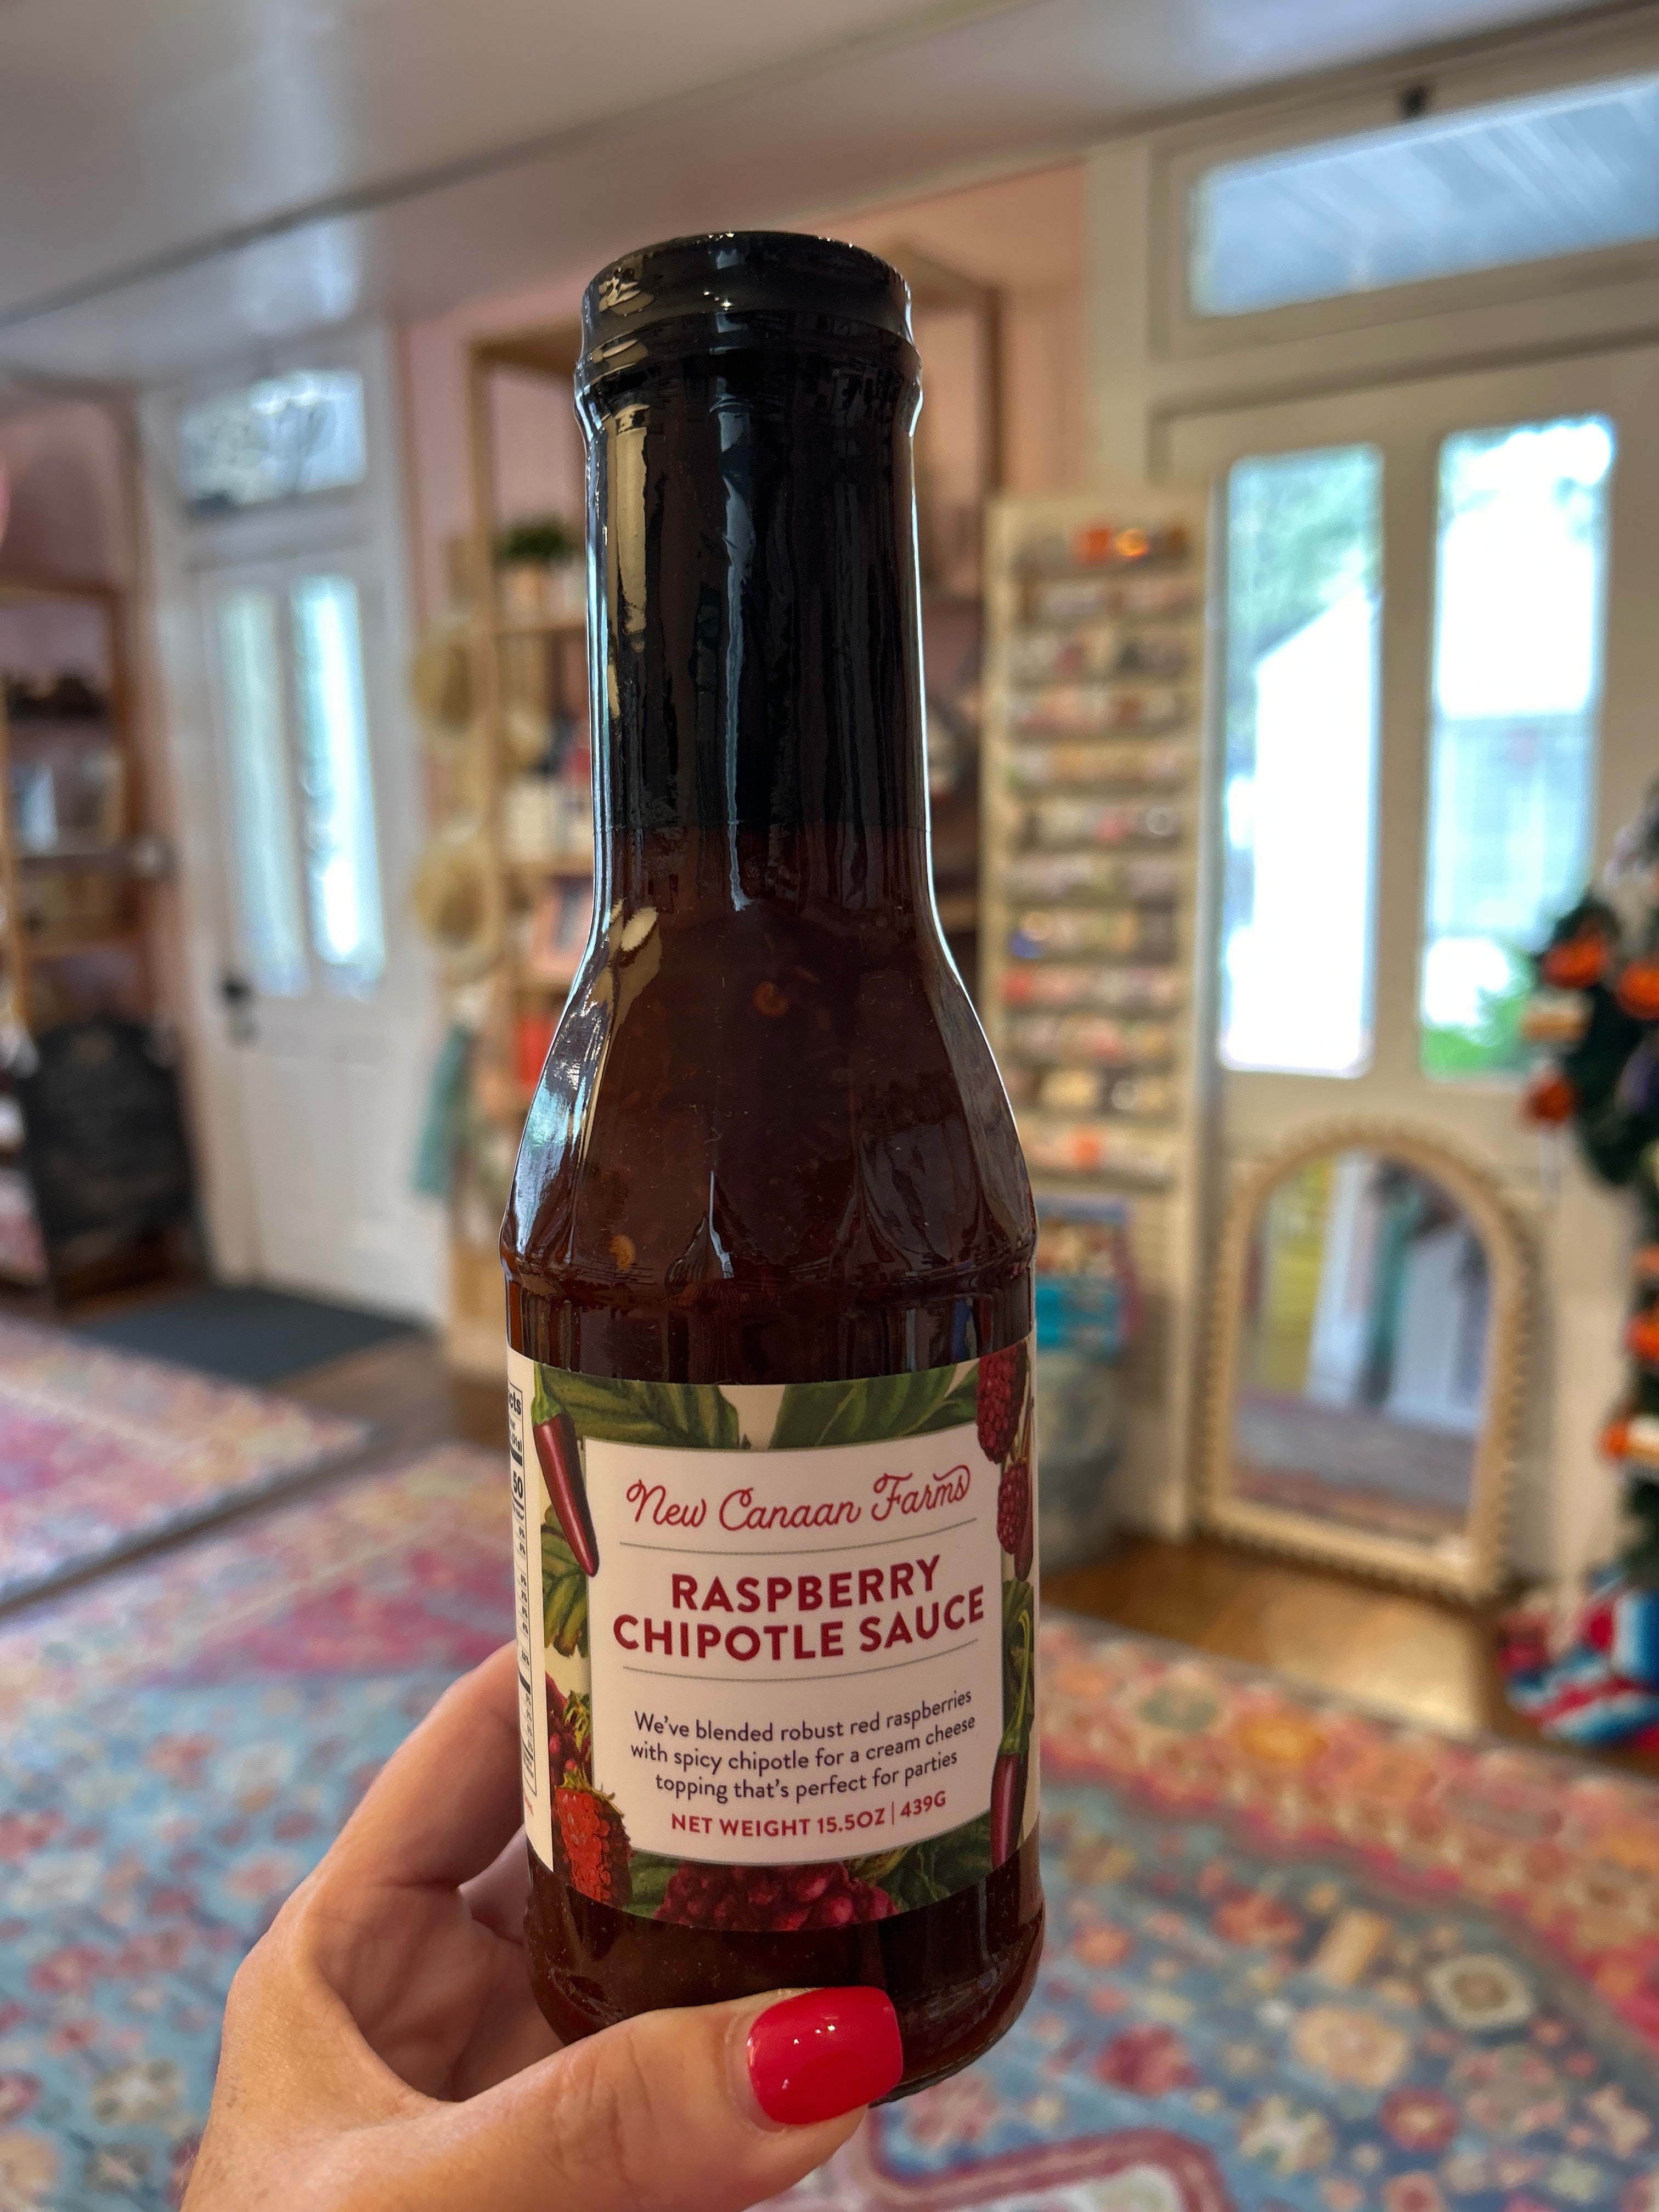 New Canaan Farms
RASPBERRY
CHIPOTLE SAUCE
We've blended robust red raspberries
with spicy chipotle for a cream cheese
topping that's perfect for parties
NET WEIGHT 15.5OZ | 439G
50